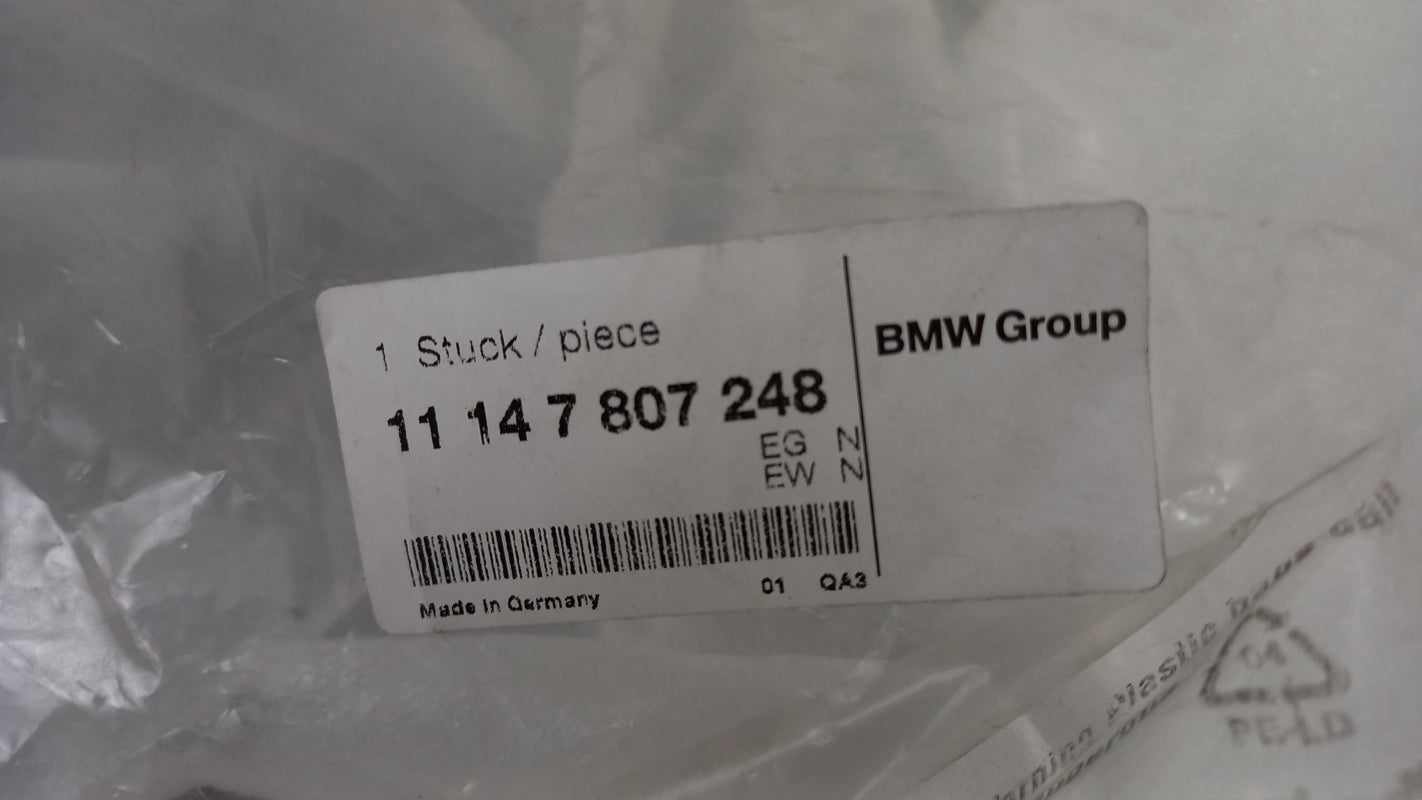 1 Stuck / piece
11 14 7 807 248
EG N
EW N
Made in Germany
01 QA3
BMW Group
plastic bags
04
PE-LD